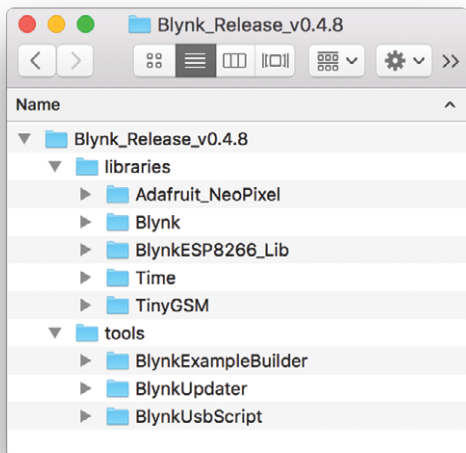 Blynk_Release_v0.4.8
Name
Blynk_Release_v0.4.8
libraries
Adafruit_NeoPixel
Blynk
BlynkESP8266_Lib
Time
TinyGSM
tools
BlynkExampleBuilder
BlynkUpdater
BlynkUsbScript